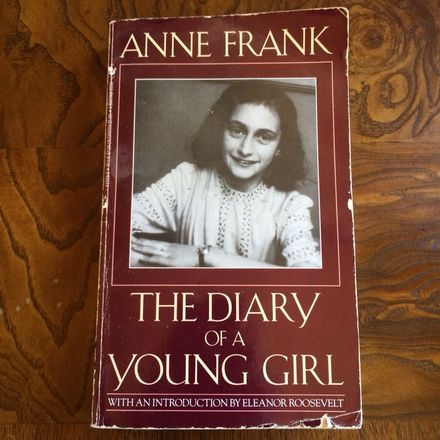 ANNE FRANK
THE DIARY
OF A
YOUNG GIRL
WITH AN INTRODUCTION BY ELEANOR ROOSEVELT